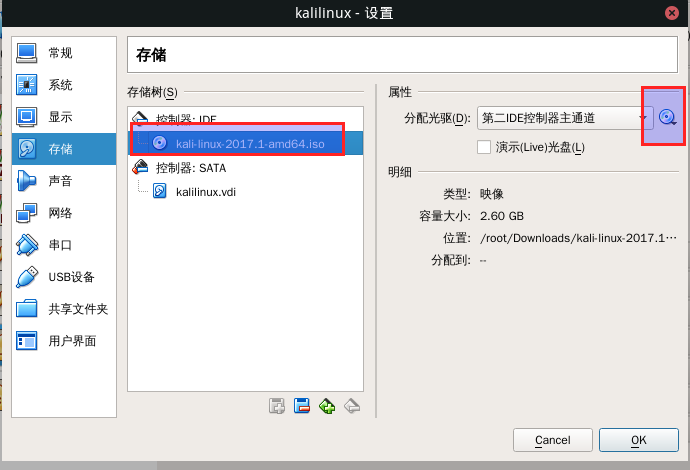 kalilinux - 设置
常规
系统
显示
存储
声音
网络
串口
USB设备
共享文件夹
用户界面
存储
存储树(S)
控制器: IDE
kali-linux-2017.1-amd64.iso
控制器: SATA
kalilinux.vdi
属性
分配光驱(D): 第二IDE控制器主通道
演示(Live)光盘(L)
明细
类型: 映像
容量大小: 2.60 GB
位置: /root/Downloads/kali-linux-2017.1⋯
分配到: --
Cancel
OK